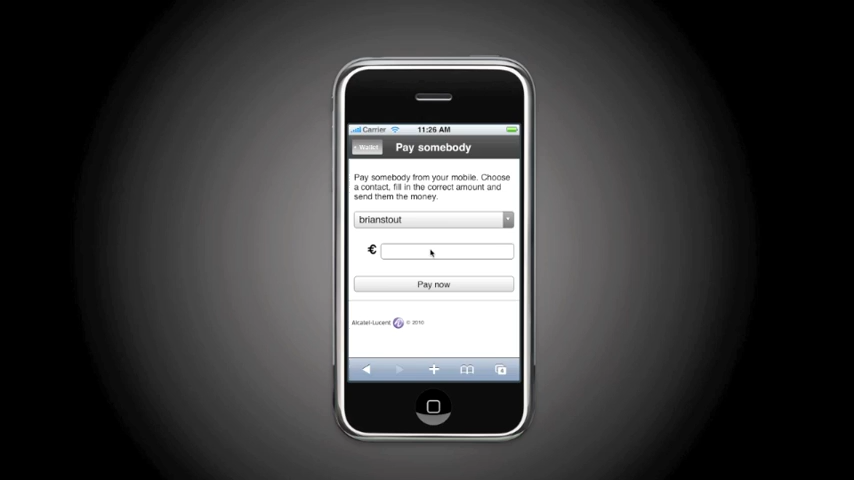 Carrier 11:26 AM
Wallet Pay somebody
Pay somebody from your mobile. Choose
a contact, fill in the correct amount and
send them the money.
brianstout
€
Pay now
Alcatel-Lucent © 2010